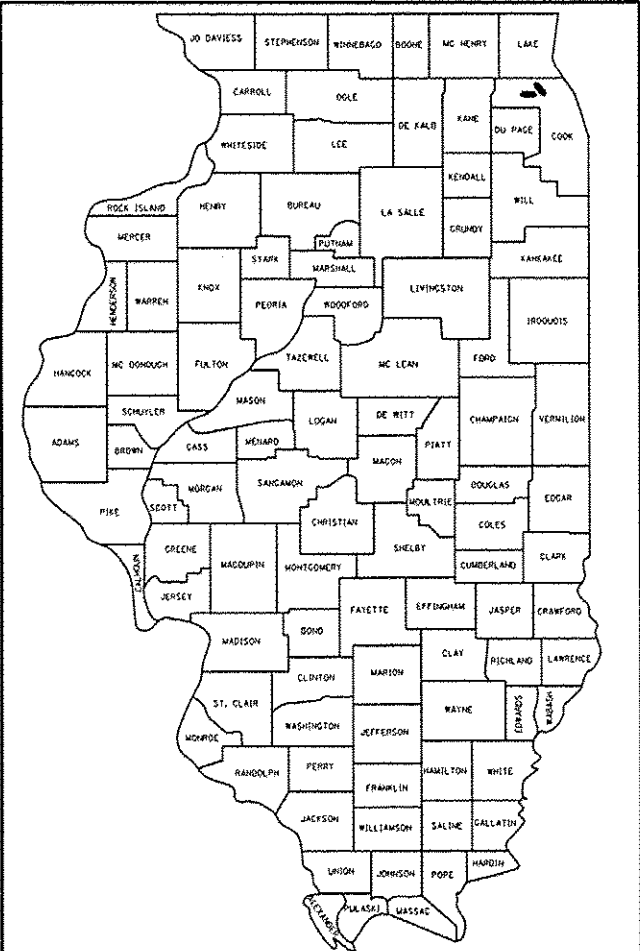 JO DAVIESS
STEPHENSON
WINNEBAGO
BOONE
MC HENRY
LAKE
CARROLL
OGLE
DE KALB
KANE
DU PAGE
COOK
WHITESIDE
LEE
KENDALL
WILL
ROCK ISLAND
HENRY
BUREAU
LA SALLE
GRUNDY
MERCER
PUTNAM
STARK
MARSHALL
KANKAKEE
HENDERSON
WARREN
KNOX
PEORIA
WOODFORD
LIVINGSTON
IROQUOIS
HANCOCK
MC DONOUGH
FULTON
TAZEWELL
MC LEAN
FORD
SCHUYLER
MASON
LOGAN
DE WITT
CHAMPAIGN
VERMILION
ADAMS
BROWN
CASS
MENARD
MACON
PIATT
PIKE
SCOTT
MORGAN
SANGAMON
CHRISTIAN
MOULTRIE
DOUGLAS
EDGAR
COLES
CALHOUN
GREENE
MACOUPIN
MONTGOMERY
SHELBY
CUMBERLAND
CLARK
JERSEY
FAYETTE
EFFINGHAM
JASPER
CRAWFORD
MADISON
BOND
CLAY
RICHLAND
LAWRENCE
CLINTON
MARION
ST. CLAIR
WAYNE
EDWARDS
WABASH
MONROE
WASHINGTON
JEFFERSON
RANDOLPH
PERRY
HAMILTON
WHITE
FRANKLIN
JACKSON
WILLIAMSON
SALINE
GALLATIN
UNION
JOHNSON
POPE
HARDIN
ALEXANDER
PULASKI
MASSAC